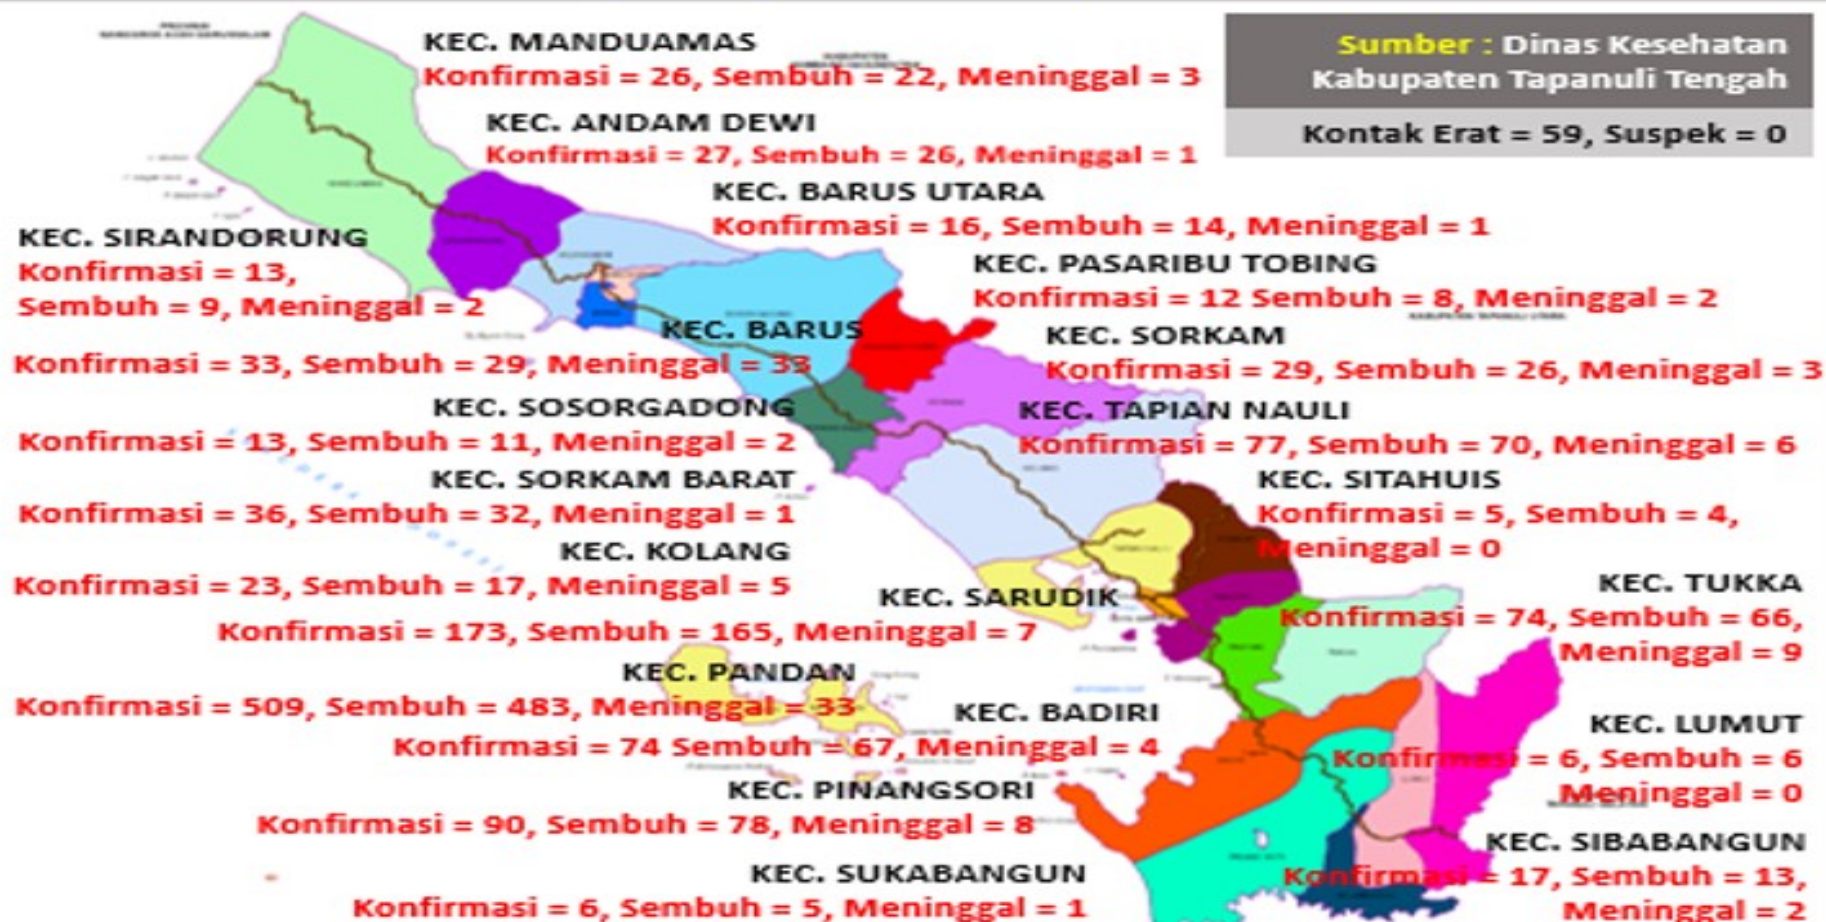 KEC. MANDUAMAS
Konfirmasi = 26, Sembuh = 22, Meninggal = 3
Sumber : Dinas Kesehatan
Kabupaten Tapanuli Tengah
Kontak Erat = 59, Suspek = 0
KEC. ANDAM DEWI
Konfirmasi = 27, Sembuh = 26, Meninggal = 1
KEC. BARUS UTARA
Konfirmasi = 16, Sembuh = 14, Meninggal = 1
KEC. SIRANDORUNG
Konfirmasi = 13,
Sembuh = 9, Meninggal = 2
KEC. PASARIBU TOBING
Konfirmasi = 12 Sembuh = 8, Meninggal = 2
KEC. BARUS
Konfirmasi = 33, Sembuh = 29, Meninggal = 33
KEC. SORKAM
Konfirmasi = 29, Sembuh = 26, Meninggal = 3
KEC. SOSORGADONG
Konfirmasi = 13, Sembuh = 11, Meninggal = 2
KEC. TAPIAN NAULI
Konfirmasi = 77, Sembuh = 70, Meninggal = 6
KEC. SORKAM BARAT
Konfirmasi = 36, Sembuh = 32, Meninggal = 1
KEC. SITAHUIS
Konfirmasi = 5, Sembuh = 4,
Meninggal = 0
KEC. KOLANG
Konfirmasi = 23, Sembuh = 17, Meninggal = 5
KEC. SARUDIK
Konfirmasi = 173, Sembuh = 165, Meninggal = 7
KEC. TUKKA
Konfirmasi = 74, Sembuh = 66,
Meninggal = 9
KEC. PANDAN
Konfirmasi = 509, Sembuh = 483, Meninggal = 33
KEC. BADIRI
Konfirmasi = 74 Sembuh = 67, Meninggal = 4
KEC. LUMUT
Konfirmasi = 6, Sembuh = 6
Meninggal = 0
KEC. PINANGSORI
Konfirmasi = 90, Sembuh = 78, Meninggal = 8
KEC. SIBABANGUN
Konfirmasi = 17, Sembuh = 13,
Meninggal = 2
KEC. SUKABANGUN
Konfirmasi = 6, Sembuh = 5, Meninggal = 1